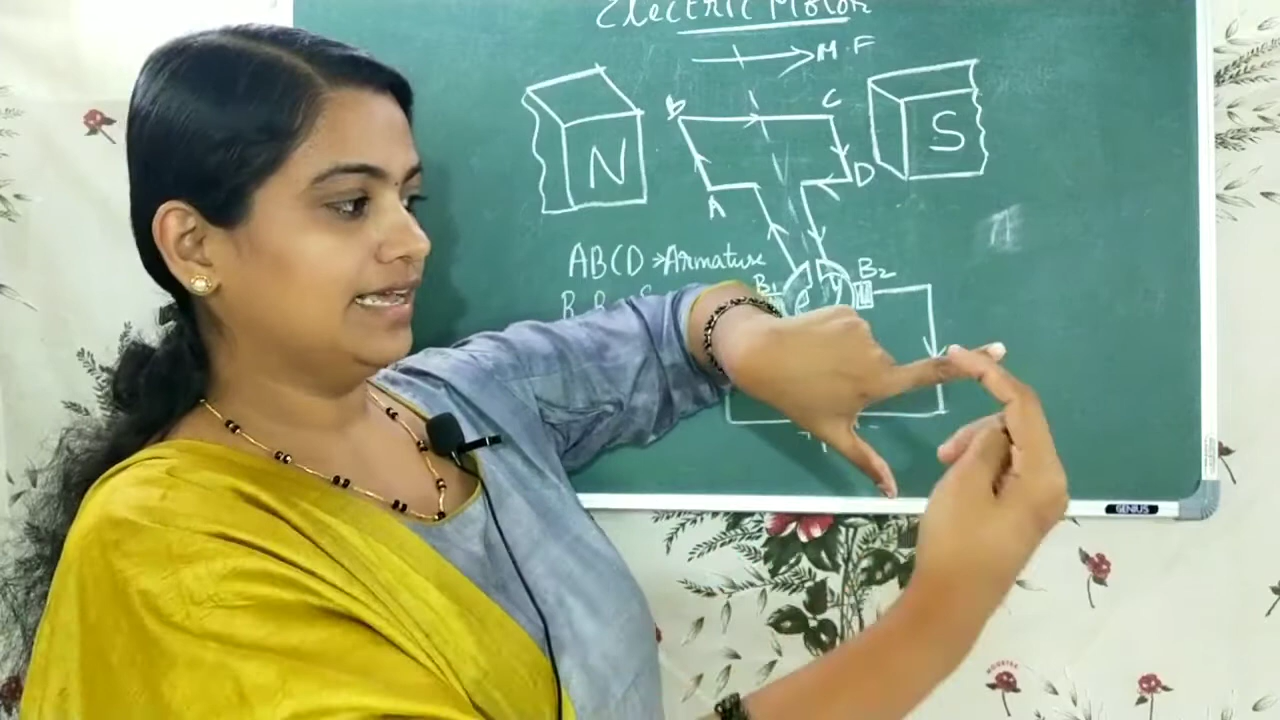 Electric Motor
M.F
B
C
N
S
A
D
ABCD → Armature
B₁
B₂
GENIUS